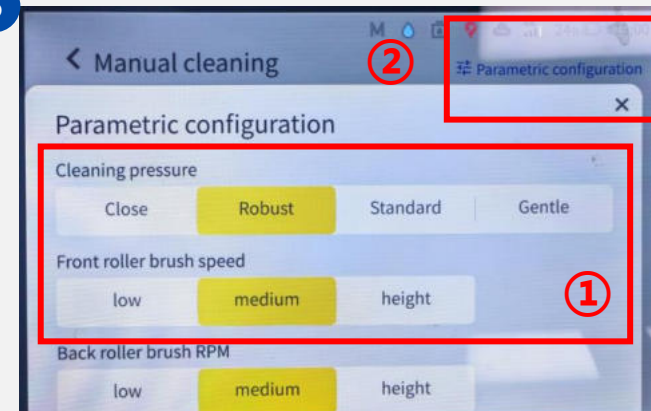 M
②
< Manual cleaning
Parametric configuration
×
Parametric configuration
Cleaning pressure
Close Robust Standard Gentle
Front roller brush speed
low medium height
①
Back roller brush RPM
low medium height